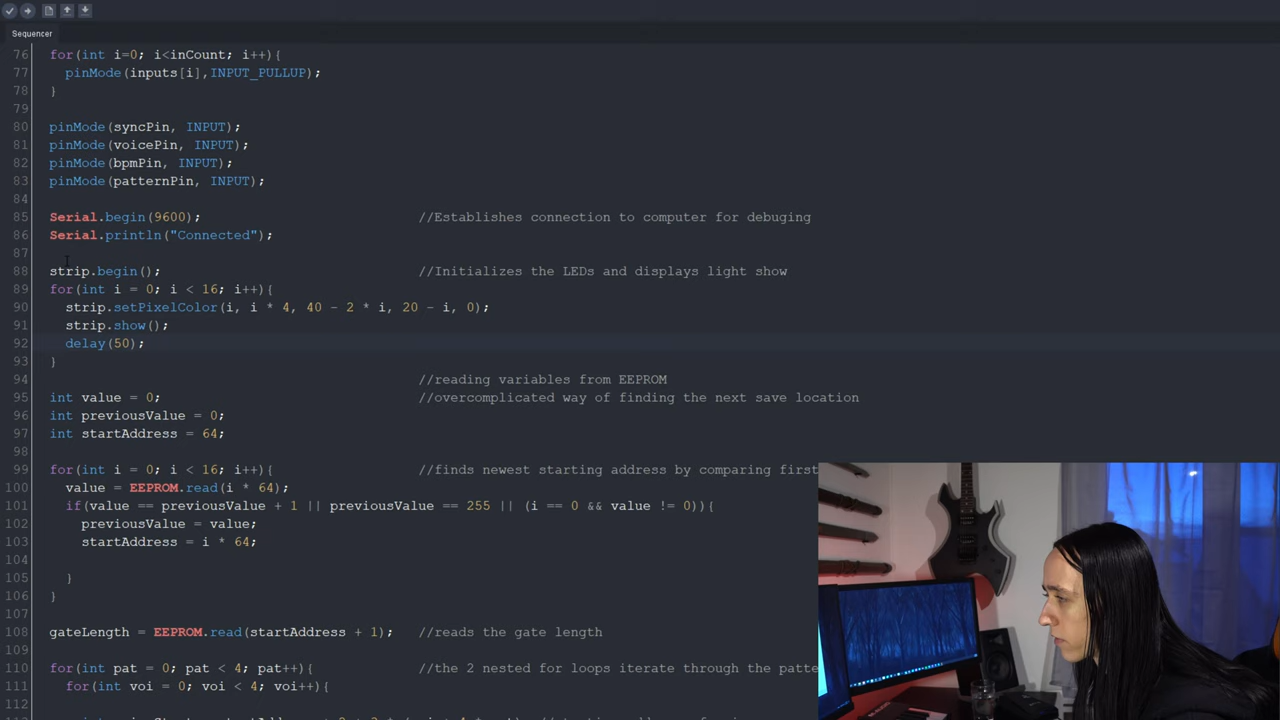 Sequencer
76 for(int i=0; i<inCount; i++){
77 pinMode(inputs[i],INPUT_PULLUP);
78 }
79
80 pinMode(syncPin, INPUT);
81 pinMode(voicePin, INPUT);
82 pinMode(bpmPin, INPUT);
83 pinMode(patternPin, INPUT);
84
85 Serial.begin(9600); //Establishes connection to computer for debuging
86 Serial.println("Connected");
87
88 strip.begin(); //Initializes the LEDs and displays light show
89 for(int i = 0; i < 16; i++){
90 strip.setPixelColor(i, i * 4, 40 - 2 * i, 20 - i, 0);
91 strip.show();
92 delay(50);
93 }
94 //reading variables from EEPROM
95 int value = 0; //overcomplicated way of finding the next save location
96 int previousValue = 0;
97 int startAddress = 64;
98
99 for(int i = 0; i < 16; i++){ //finds newest starting address by comparing first
100 value = EEPROM.read(i * 64);
101 if(value == previousValue + 1 || previousValue == 255 || (i == 0 && value != 0)){
102 previousValue = value;
103 startAddress = i * 64;
104
105 }
106 }
107
108 gateLength = EEPROM.read(startAddress + 1); //reads the gate length
109
110 for(int pat = 0; pat < 4; pat++){ //the 2 nested for loops iterate through the
111 for(int voi = 0; voi < 4; voi++){
112